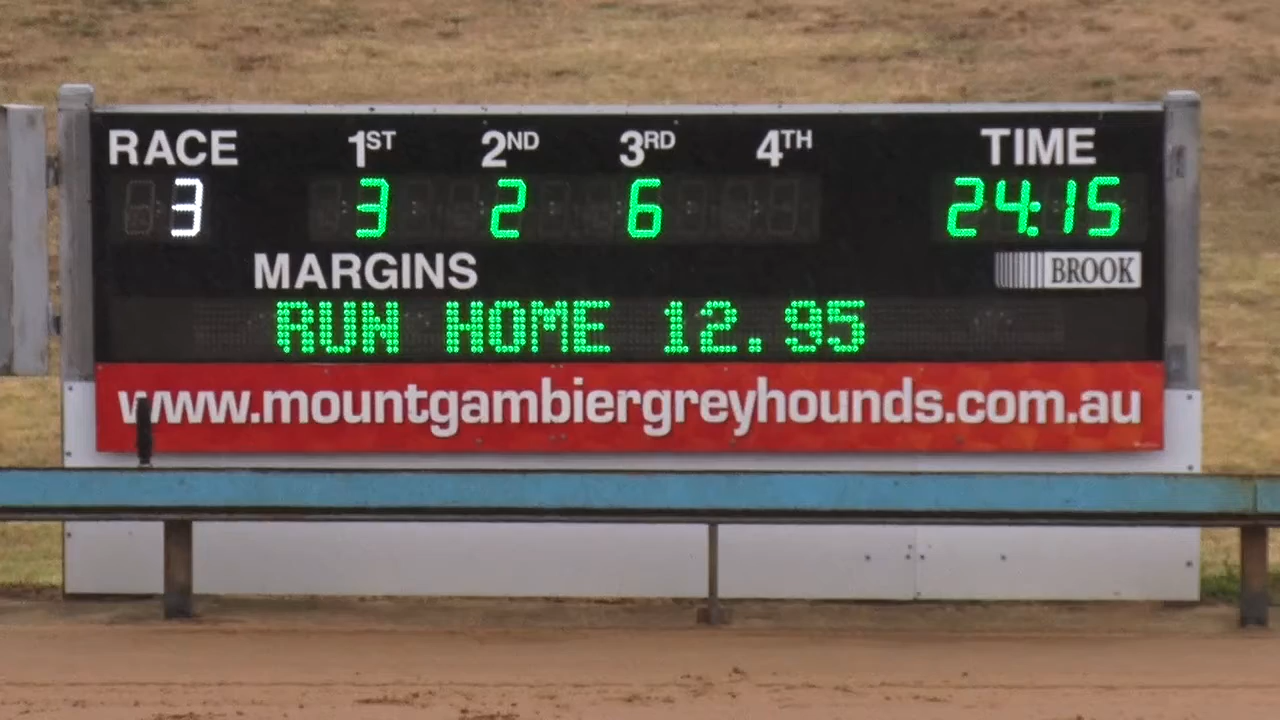 RACE 1ST 2ND 3RD 4TH TIME
3 3 2 6 24:15
MARGINS BROOK
RUN HOME 12.95
www.mountgambiergreyhounds.com.au